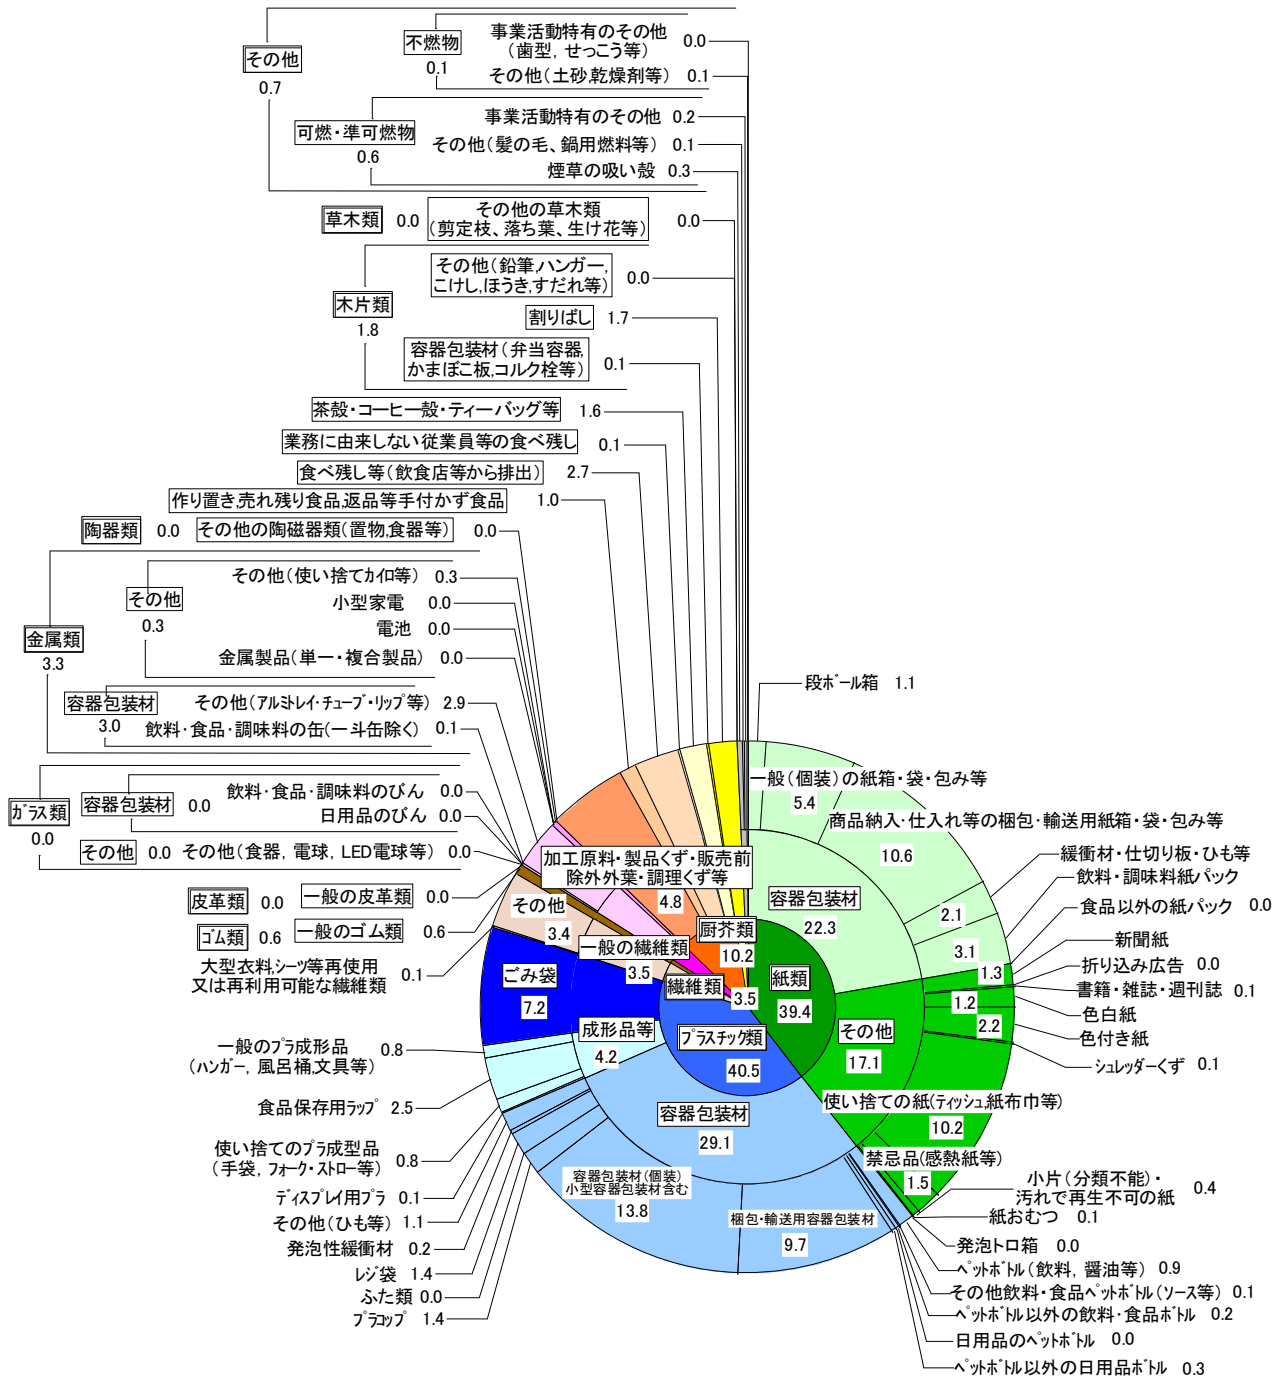 その他
0.7
不燃物
0.1
事業活動特有のその他
(歯型，せっこう等)
0.0
その他(土砂,乾燥剤等) 0.1
可燃・準可燃物
0.6
事業活動特有のその他 0.2
その他(髪の毛、鍋用燃料等) 0.1
煙草の吸い殻 0.3
草木類 0.0
その他の草木類
(剪定枝、落ち葉、生け花等)
0.0
木片類
1.8
その他(鉛筆,ハンガー,
こけし,ほうき,すだれ等)
0.0
割りばし 1.7
容器包装材(弁当容器,
かまぼこ板,コルク栓等)
0.1
茶殻・コーヒー殻・ティーバッグ等 1.6
業務に由来しない従業員等の食べ残し 0.1
食べ残し等(飲食店等から排出) 2.7
作り置き,売れ残り食品,返品等手付かず食品 1.0
陶器類 0.0 その他の陶磁器類(置物,食器等) 0.0
金属類
3.3
その他
0.3
その他(使い捨てカイロ等) 0.3
小型家電 0.0
電池 0.0
金属製品(単一・複合製品) 0.0
容器包装材
3.0
その他(アルミトレイ・チューブ・リップ等) 2.9
飲料・食品・調味料の缶(一斗缶除く) 0.1
ガラス類
0.0
容器包装材 0.0
飲料・食品・調味料のびん 0.0
日用品のびん 0.0
その他 0.0 その他(食器，電球，LED電球等) 0.0
皮革類 0.0 一般の皮革類 0.0
ゴム類 0.6 一般のゴム類 0.6
大型衣料,シーツ等再使用
又は再利用可能な繊維類
0.1
その他
3.4
一般の繊維類
3.5
繊維類
3.5
加工原料・製品くず・販売前
除外外葉・調理くず等
4.8
厨芥類
10.2
紙類
39.4
容器包装材
22.3
段ボール箱 1.1
一般(個装)の紙箱・袋・包み等
5.4
商品納入・仕入れ等の梱包・輸送用紙箱・袋・包み等
10.6
緩衝材・仕切り板・ひも等
2.1
飲料・調味料紙パック
3.1
食品以外の紙パック 0.0
その他
17.1
新聞紙
1.3
折り込み広告 0.0
書籍・雑誌・週刊誌 0.1
色白紙
1.2
色付き紙
2.2
シュレッダーくず 0.1
使い捨ての紙(ティッシュ,紙布巾等)
10.2
禁忌品(感熱紙等)
1.5
小片(分類不能)・
汚れで再生不可の紙
0.4
紙おむつ 0.1
プラスチック類
40.5
ごみ袋
7.2
成形品等
4.2
一般のプラ成形品
(ハンガー，風呂桶,文具等)
0.8
食品保存用ラップ 2.5
使い捨てのプラ成型品
(手袋，フォーク・ストロー等)
0.8
容器包装材
29.1
ディスプレイ用プラ 0.1
その他(ひも等) 1.1
発泡性緩衝材 0.2
レジ袋 1.4
ふた類 0.0
プラコップ 1.4
容器包装材(個装)
小型容器包装材含む
13.8
梱包・輸送用容器包装材
9.7
発泡トロ箱 0.0
ペットボトル(飲料，醤油等) 0.9
その他飲料・食品ペットボトル(ソース等) 0.1
ペットボトル以外の飲料・食品ボトル 0.2
日用品のペットボトル 0.0
ペットボトル以外の日用品ボトル 0.3